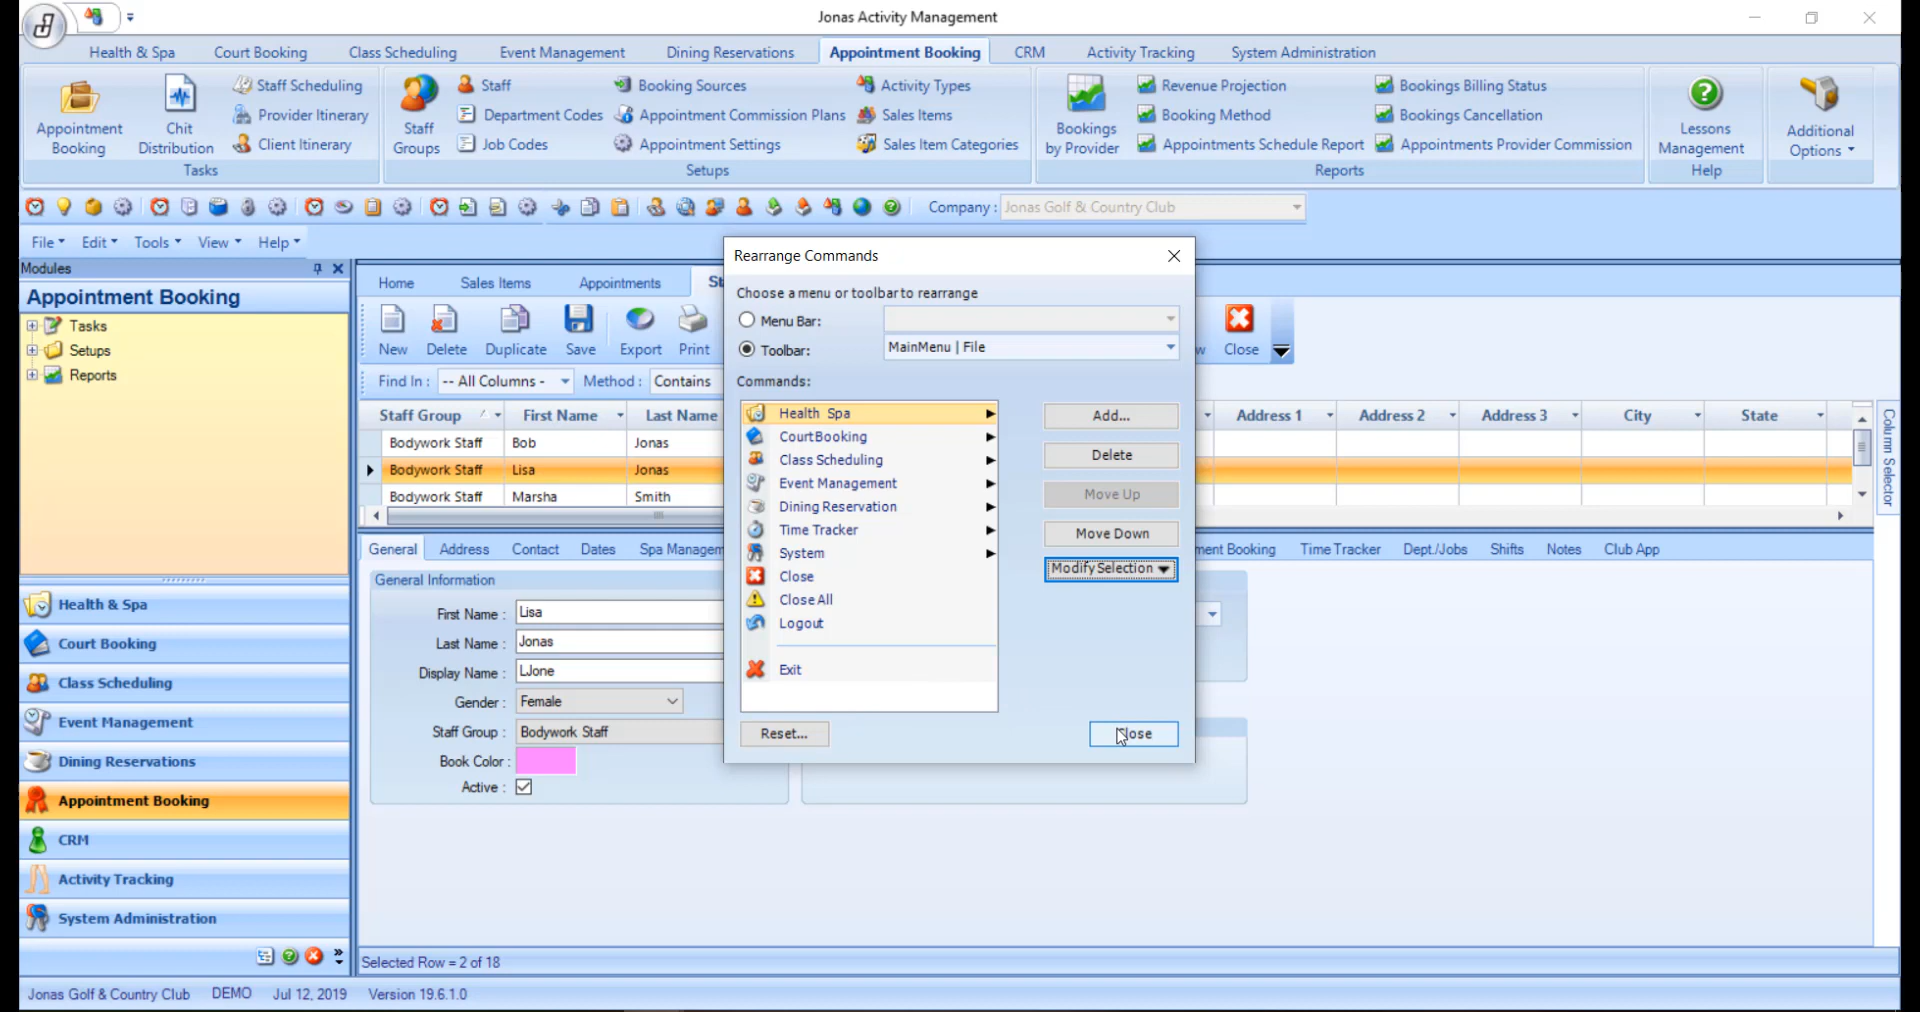 Jonas Activity Management
Health & Spa Court Booking Class Scheduling Event Management Dining Reservations Appointment Booking CRM Activity Tracking System Administration
Appointment Booking
Chit Distribution
Staff Scheduling
Provider Itinerary
Client Itinerary
Tasks
Staff Groups
Staff
Department Codes
Job Codes
Booking Sources
Appointment Commission Plans
Appointment Settings
Activity Types
Sales Items
Sales Item Categories
Setups
Bookings by Provider
Revenue Projection
Booking Method
Appointments Schedule Report
Bookings Billing Status
Bookings Cancellation
Appointments Provider Commission
Reports
Lessons Management
Help
Additional Options
Company : Jonas Golf & Country Club
File Edit Tools View Help
Modules
Appointment Booking
Tasks
Setups
Reports
Health & Spa
Court Booking
Class Scheduling
Event Management
Dining Reservations
Appointment Booking
CRM
Activity Tracking
System Administration
Home Sales Items Appointments
New Delete Duplicate Save Export Print Close
Find In : -- All Columns - Method : Contains
Staff Group First Name Last Name Address 1 Address 2 Address 3 City State
Bodywork Staff Bob Jonas
Bodywork Staff Lisa Jonas
Bodywork Staff Marsha Smith
Column Selector
General Address Contact Dates Spa Booking Time Tracker Dept./Jobs Shifts Notes Club App
General Information
First Name : Lisa
Last Name : Jonas
Display Name : LJone
Gender : Female
Staff Group : Bodywork Staff
Book Color :
Active :
Rearrange Commands
Choose a menu or toolbar to rearrange
Menu Bar:
Toolbar: MainMenu | File
Commands:
Health Spa
CourtBooking
Class Scheduling
Event Management
Dining Reservation
Time Tracker
System
Close
Close All
Logout
Exit
Add...
Delete
Move Up
Move Down
Modify Selection
Reset...
Close
Selected Row = 2 of 18
Jonas Golf & Country Club DEMO Jul 12, 2019 Version 19.6.1.0